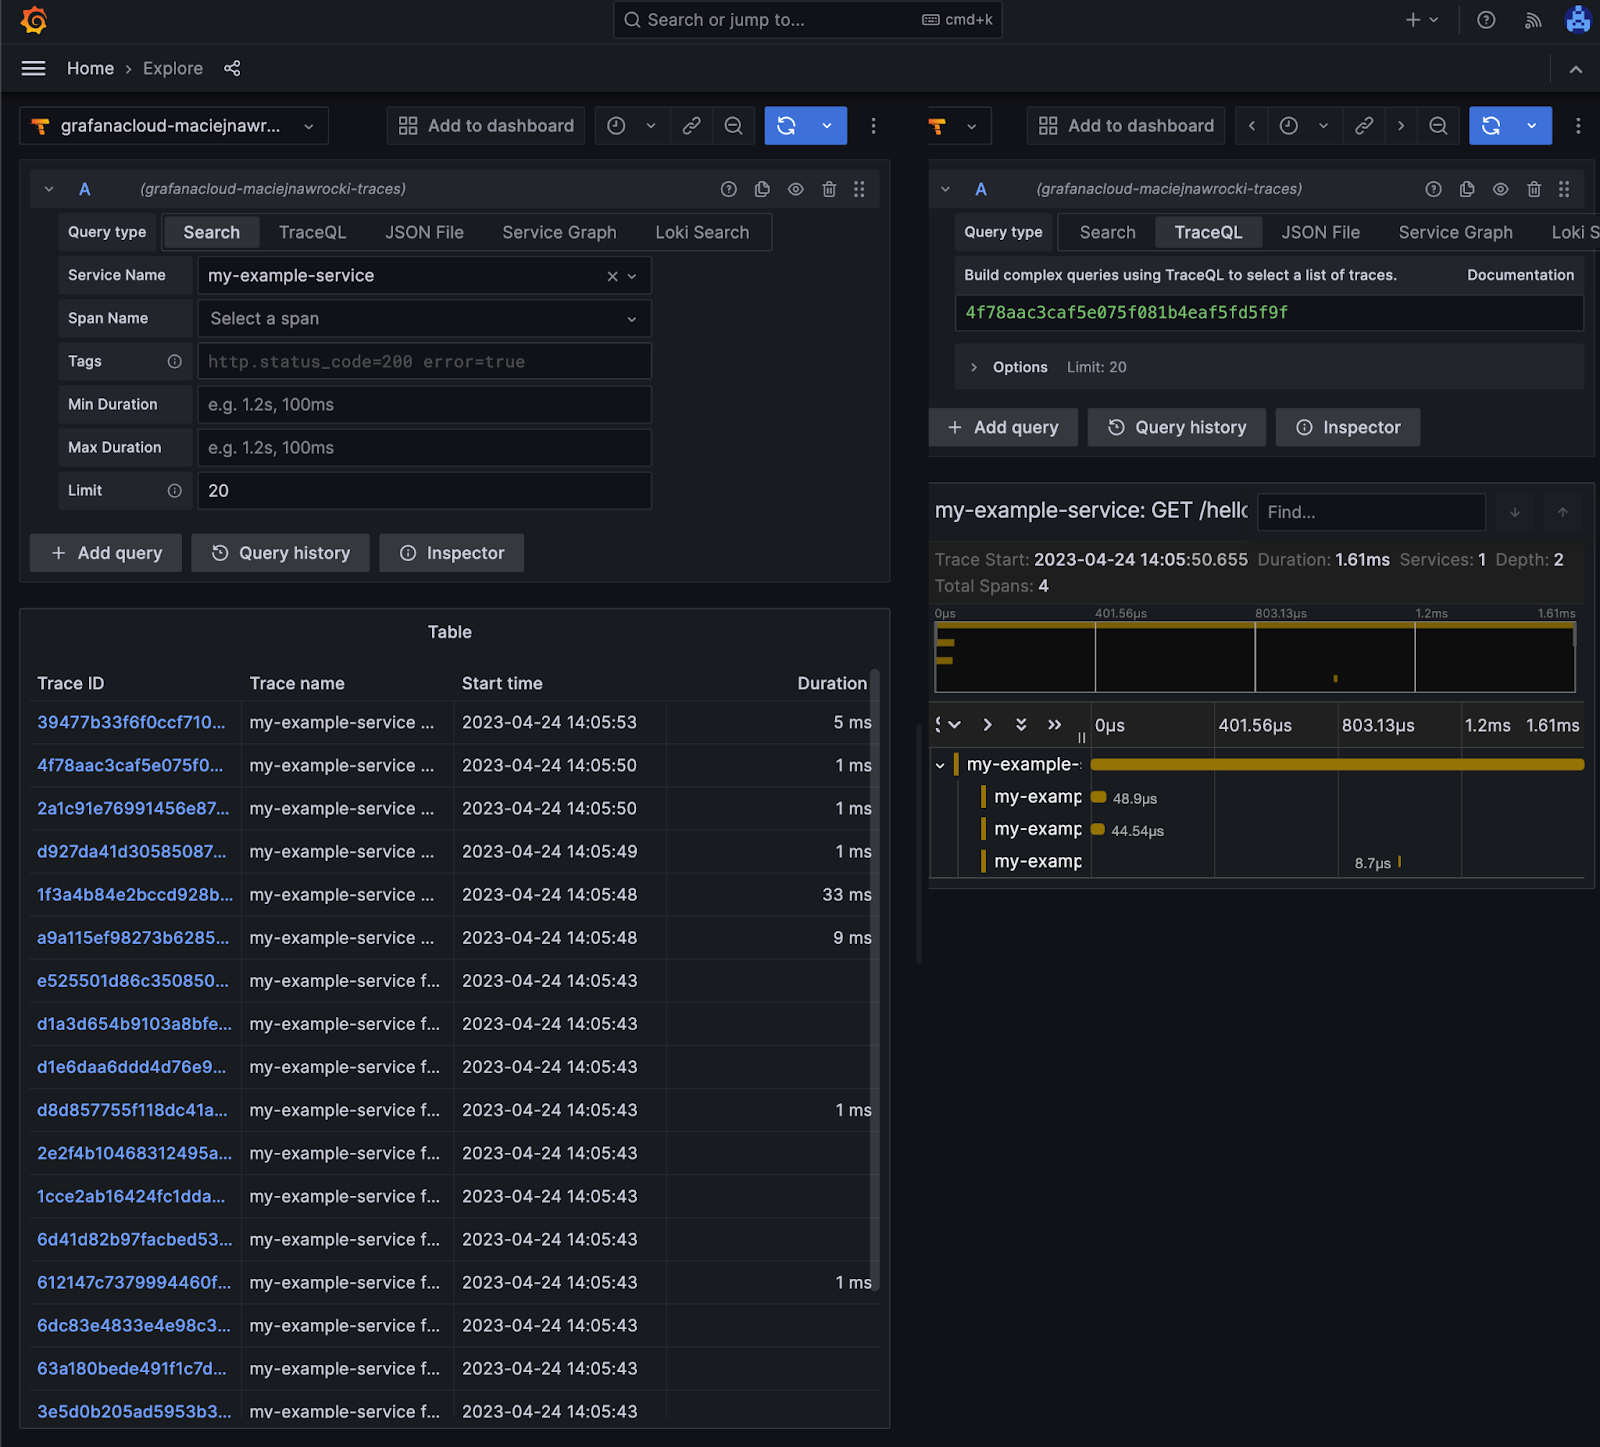 Search or jump to... cmd+k
Home › Explore
grafanacloud-maciejnawr...
Add to dashboard
A (grafanacloud-maciejnawrocki-traces)
Query type Search TraceQL JSON File Service Graph Loki Search
Service Name my-example-service
Span Name Select a span
Tags http.status_code=200 error=true
Min Duration e.g. 1.2s, 100ms
Max Duration e.g. 1.2s, 100ms
Limit 20
+ Add query Query history Inspector
Table
Trace ID Trace name Start time Duration
39477b33f6f0ccf710... my-example-service ... 2023-04-24 14:05:53 5 ms
4f78aac3caf5e075f0... my-example-service ... 2023-04-24 14:05:50 1 ms
2a1c91e76991456e87... my-example-service ... 2023-04-24 14:05:50 1 ms
d927da41d30585087... my-example-service ... 2023-04-24 14:05:49 1 ms
1f3a4b84e2bccd928b... my-example-service ... 2023-04-24 14:05:48 33 ms
a9a115ef98273b6285... my-example-service ... 2023-04-24 14:05:48 9 ms
e525501d86c350850... my-example-service f... 2023-04-24 14:05:43
d1a3d654b9103a8bfe... my-example-service f... 2023-04-24 14:05:43
d1e6daa6ddd4d76e9... my-example-service f... 2023-04-24 14:05:43
d8d857755f118dc41a... my-example-service f... 2023-04-24 14:05:43 1 ms
2e2f4b10468312495a... my-example-service f... 2023-04-24 14:05:43
1cce2ab16424fc1dda... my-example-service f... 2023-04-24 14:05:43
6d41d82b97facbed53... my-example-service f... 2023-04-24 14:05:43
612147c7379994460f... my-example-service f... 2023-04-24 14:05:43 1 ms
6dc83e4833e4e98c3... my-example-service f... 2023-04-24 14:05:43
63a180bede491f1c7d... my-example-service f... 2023-04-24 14:05:43
3e5d0b205ad5953b3... my-example-service f... 2023-04-24 14:05:43
Add to dashboard
A (grafanacloud-maciejnawrocki-traces)
Query type Search TraceQL JSON File Service Graph Loki S
Build complex queries using TraceQL to select a list of traces. Documentation
4f78aac3caf5e075f081b4eaf5fd5f9f
Options Limit: 20
+ Add query Query history Inspector
my-example-service: GET /hello Find...
Trace Start: 2023-04-24 14:05:50.655 Duration: 1.61ms Services: 1 Depth: 2
Total Spans: 4
0μs 401.56μs 803.13μs 1.2ms 1.61ms
0μs 401.56μs 803.13μs 1.2ms 1.61ms
my-example-
my-examp 48.9μs
my-examp 44.54μs
my-examp 8.7μs